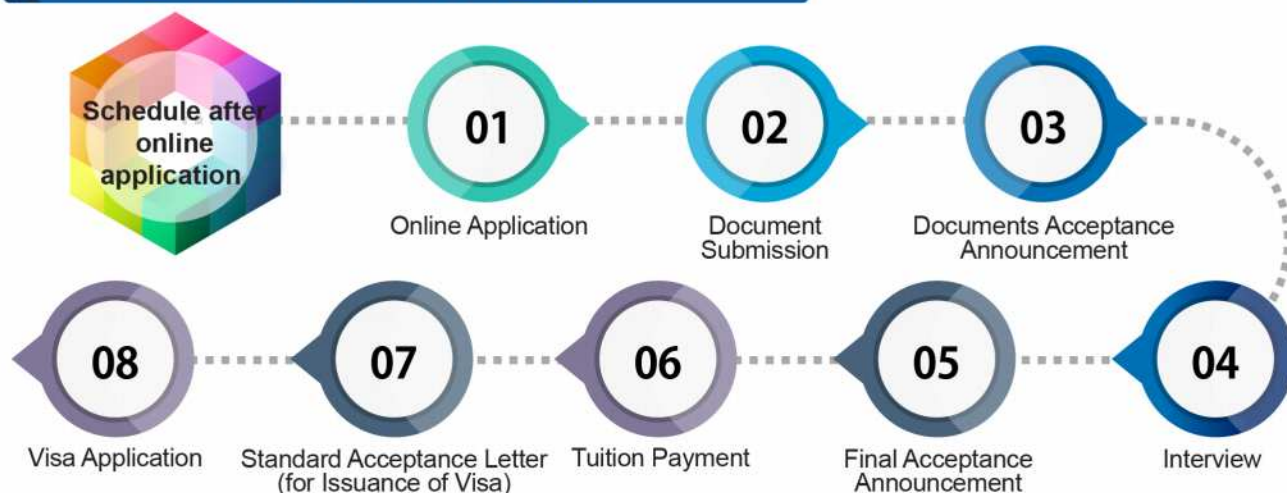 Schedule after
online
application
01
02
03
Online Application
Document
Submission
Documents Acceptance
Announcement
04
05
06
07
08
Interview
Final Acceptance
Announcement
Tuition Payment
Standard Acceptance Letter
(for Issuance of Visa)
Visa Application